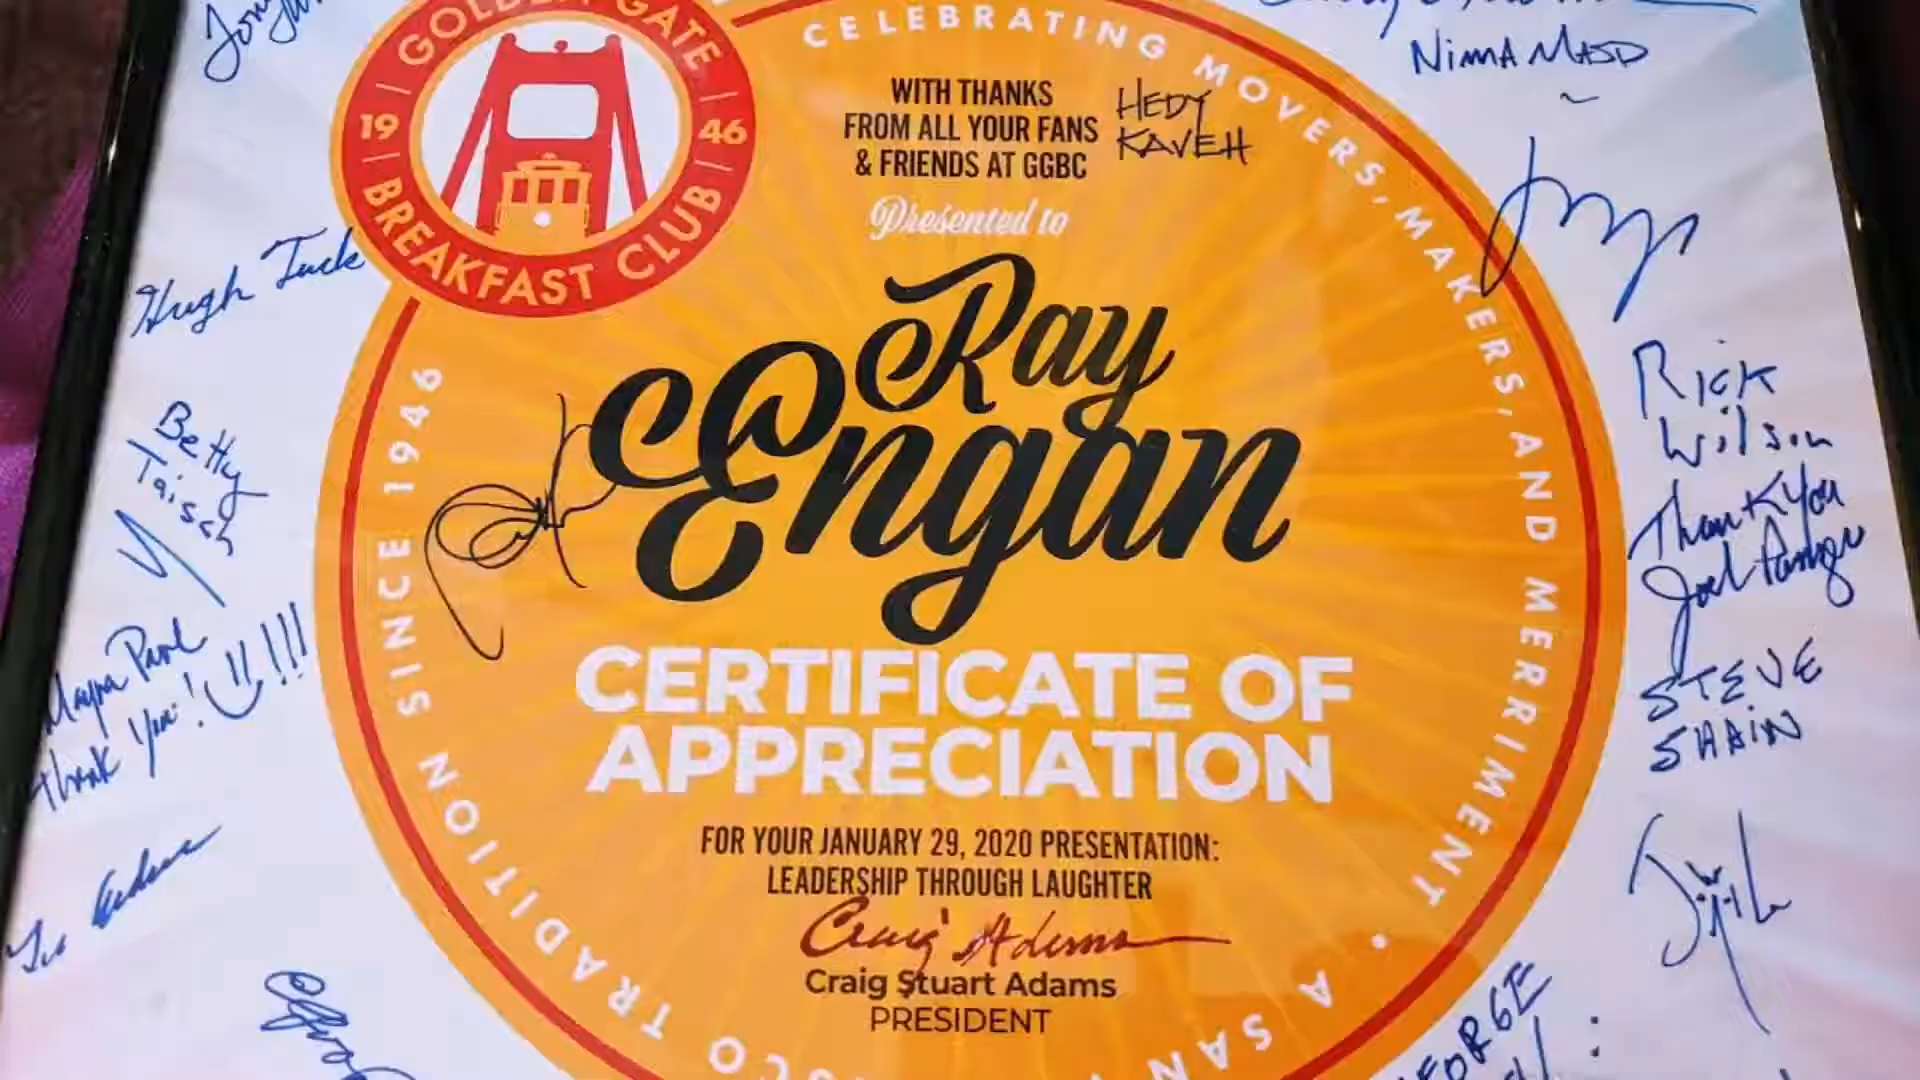 GOLDEN GATE
19 46
BREAKFAST CLUB
CELEBRATING MOVERS, MAKERS, AND MERRIMENT • A SAN
SCO TRADITION SINCE 1946
WITH THANKS
FROM ALL YOUR FANS
& FRIENDS AT GGBC
HEDY
KAVEH
Presented to
Ray
Engan
CERTIFICATE OF
APPRECIATION
FOR YOUR JANUARY 29, 2020 PRESENTATION:
LEADERSHIP THROUGH LAUGHTER
Craig Adams
Craig Stuart Adams
PRESIDENT
Hugh Tuck
Betty
Taisch
Mayra
Thank You! !!!
NIMA MASD
RICK
Wilson
Thank You
Joel
STEVE
SHAIN
GEORGE